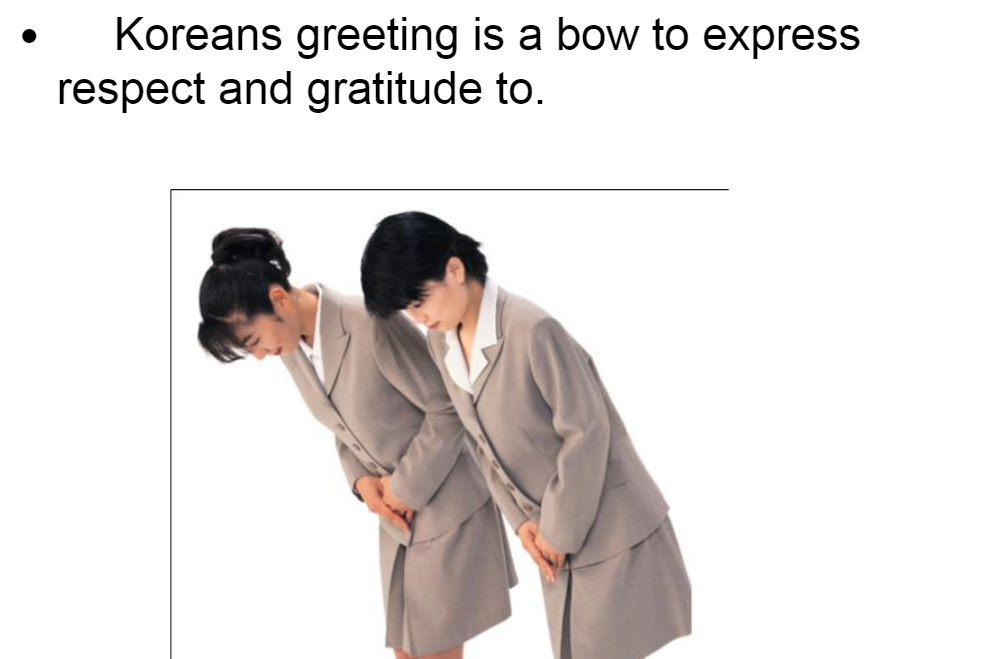 • Koreans greeting is a bow to express
respect and gratitude to.